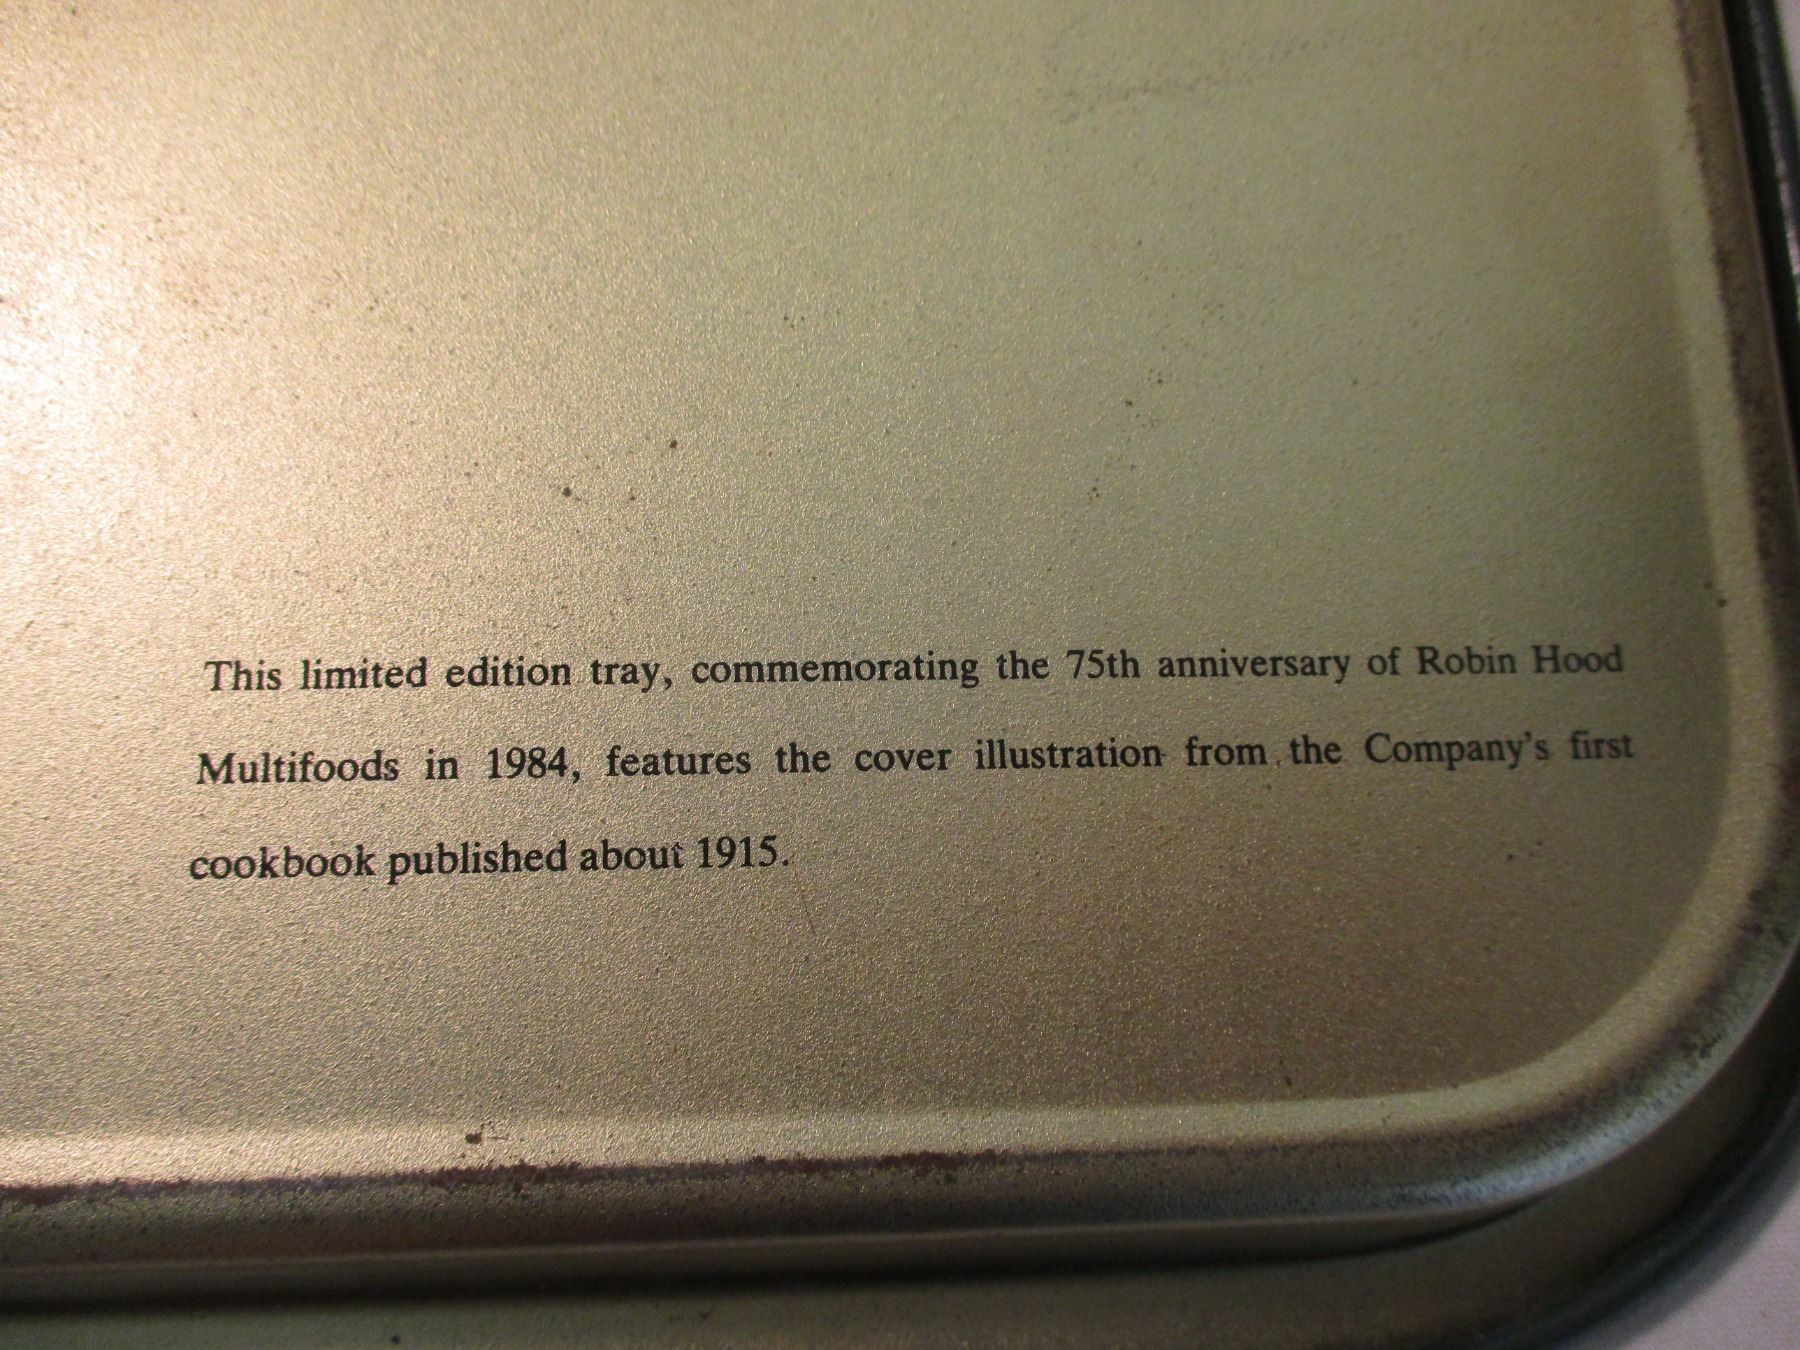 This limited edition tray, commemorating the 75th anniversary of Robin Hood
Multifoods in 1984, features the cover illustration from the Company's first
cookbook published about 1915.